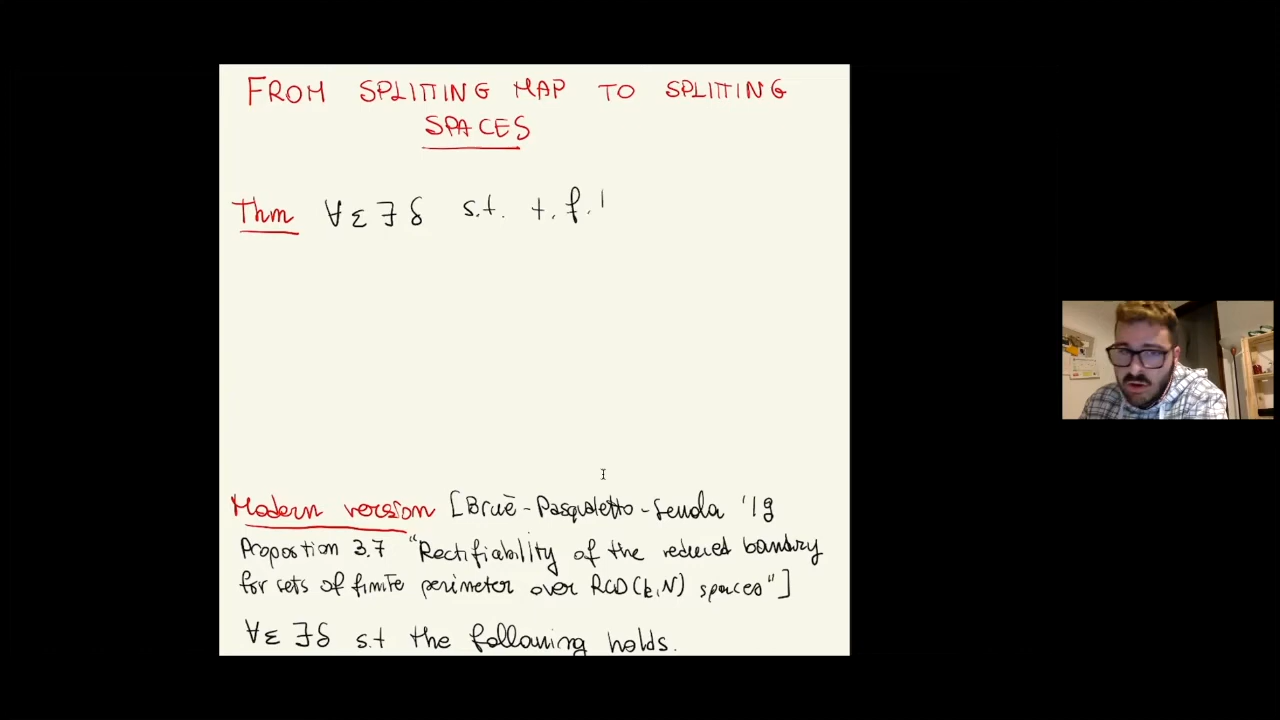 FROM SPLITTING MAP TO SPLITTING
SPACES
Thm ∀ε ∃ δ s.t. t.f.
Modern version [Bruè-Pasqualetto-Semola '19
Propostion 3.7 "Rectifiability of the reduced boundary
for sets of finite perimeter over RCD(k,N) spaces"]
∀ε ∃δ s.t the following holds.